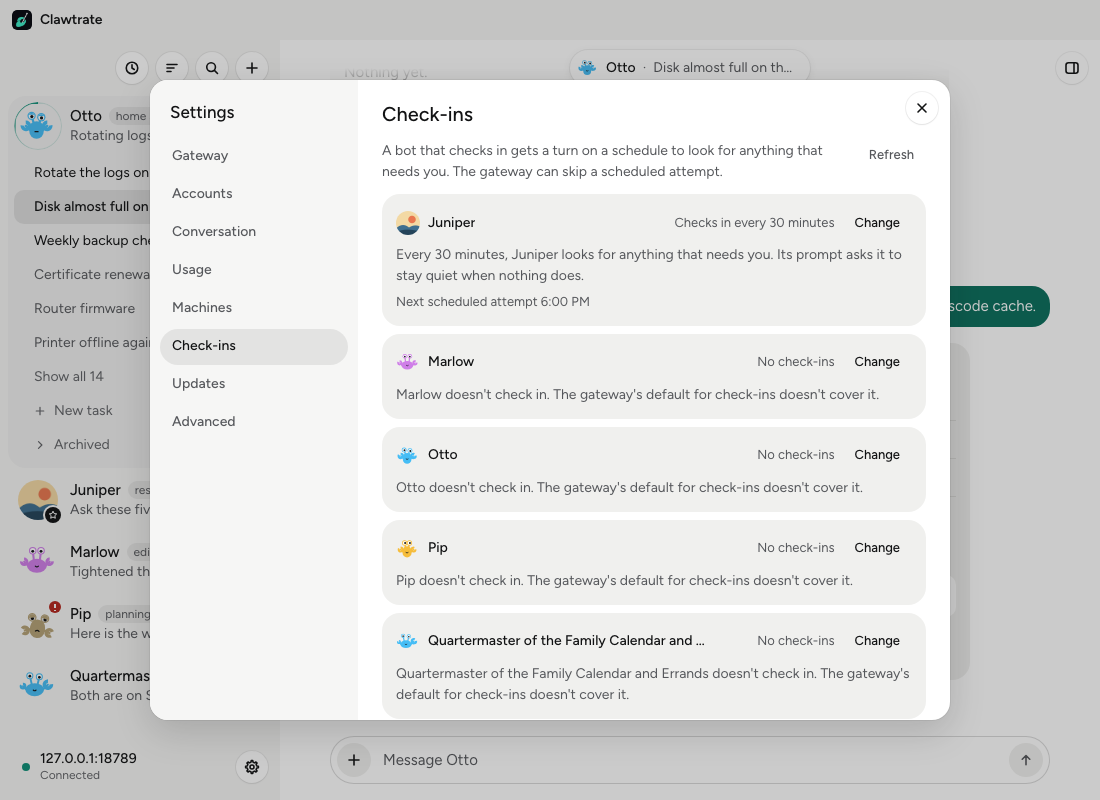 Clawtrate
Nothing yet.
Otto · Disk almost full on th...
Otto home
Rotating logs
Rotate the logs on
Disk almost full on
Weekly backup che
Certificate renewa
Router firmware
Printer offline again
Show all 14
+ New task
Archived
Juniper res
Ask these fiv
Marlow edi
Tightened th
Pip planning
Here is the w
Quartermas
Both are on S
127.0.0.1:18789
Connected
Settings
Gateway
Accounts
Conversation
Usage
Machines
Check-ins
Updates
Advanced
Check-ins
A bot that checks in gets a turn on a schedule to look for anything that
needs you. The gateway can skip a scheduled attempt.
Refresh
Juniper Checks in every 30 minutes Change
Every 30 minutes, Juniper looks for anything that needs you. Its prompt asks it to
stay quiet when nothing does.
Next scheduled attempt 6:00 PM
Marlow No check-ins Change
Marlow doesn't check in. The gateway's default for check-ins doesn't cover it.
Otto No check-ins Change
Otto doesn't check in. The gateway's default for check-ins doesn't cover it.
Pip No check-ins Change
Pip doesn't check in. The gateway's default for check-ins doesn't cover it.
Quartermaster of the Family Calendar and ... No check-ins Change
Quartermaster of the Family Calendar and Errands doesn't check in. The gateway's
default for check-ins doesn't cover it.
scode cache.
Message Otto